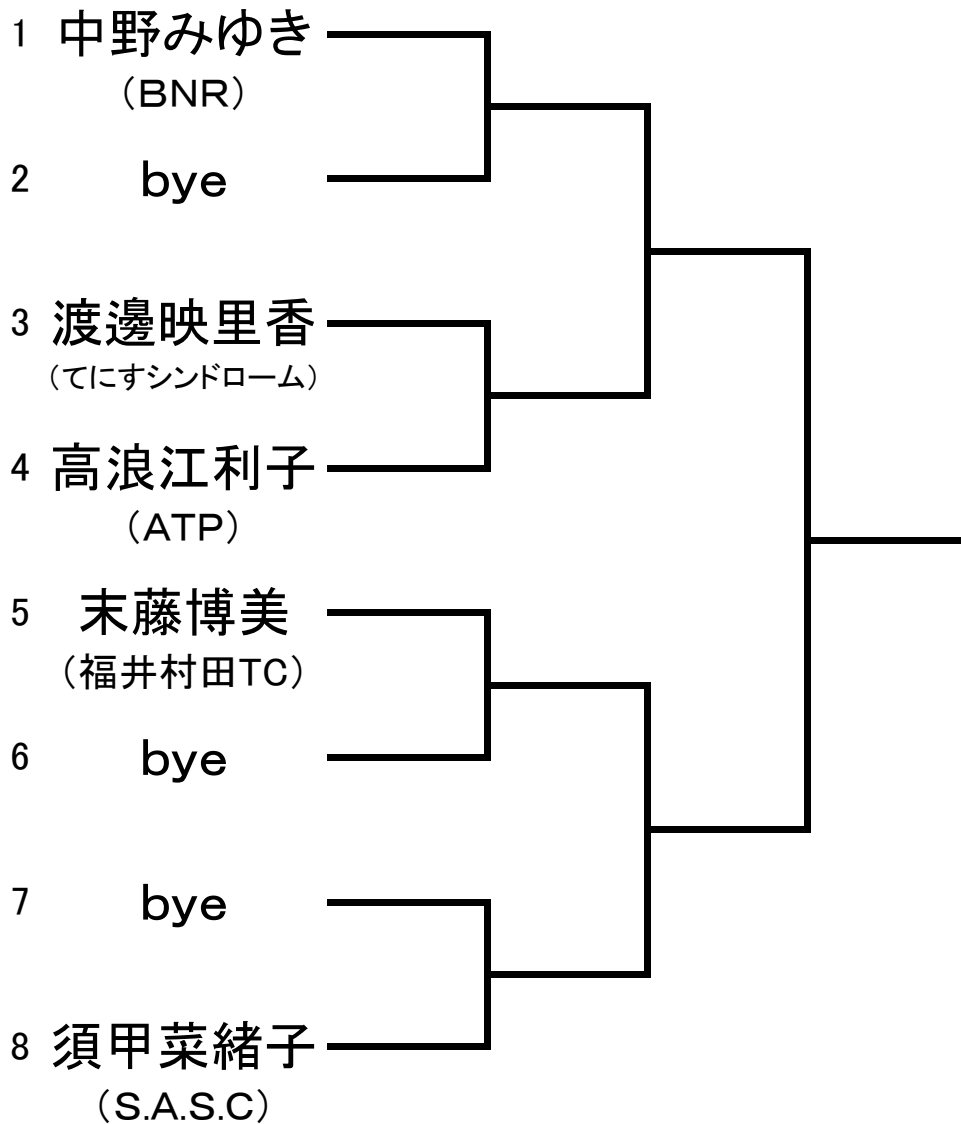 1 中野みゆき
（BNR）
2 bye
3 渡邊映里香
（てにすシンドローム）
4 高浪江利子
（ATP）
5 末藤博美
（福井村田TC）
6 bye
7 bye
8 須甲菜緒子
（S.A.S.C）